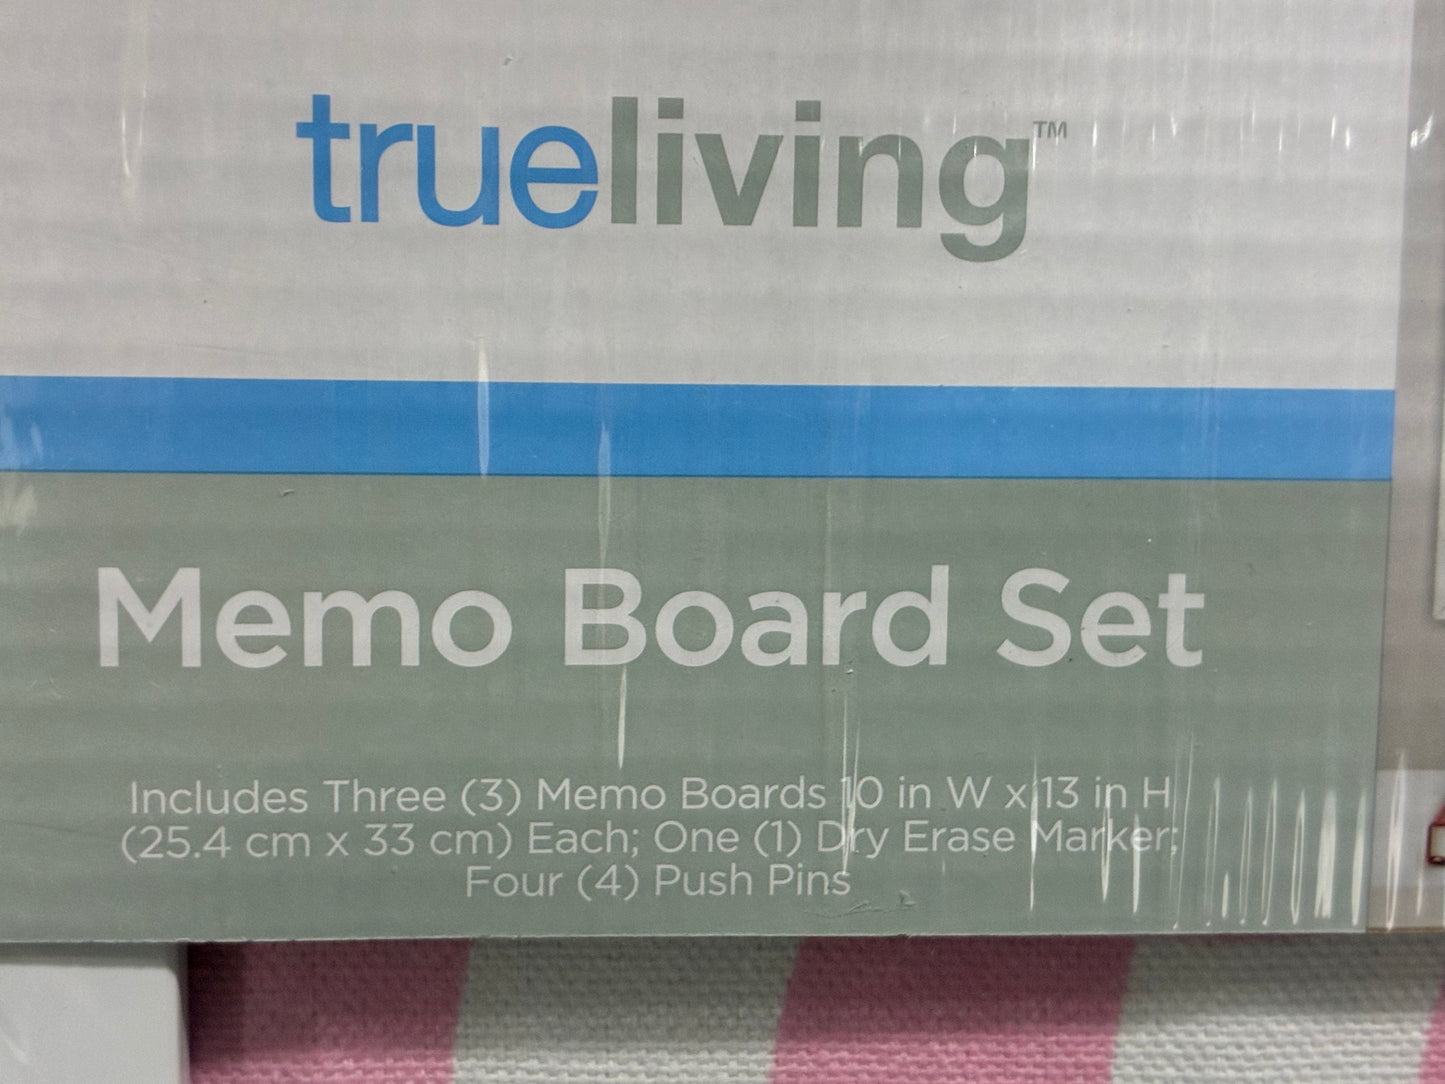 trueliving™
Memo Board Set
Includes Three (3) Memo Boards 10 in W x 13 in H
(25.4 cm x 33 cm) Each; One (1) Dry Erase Marker;
Four (4) Push Pins